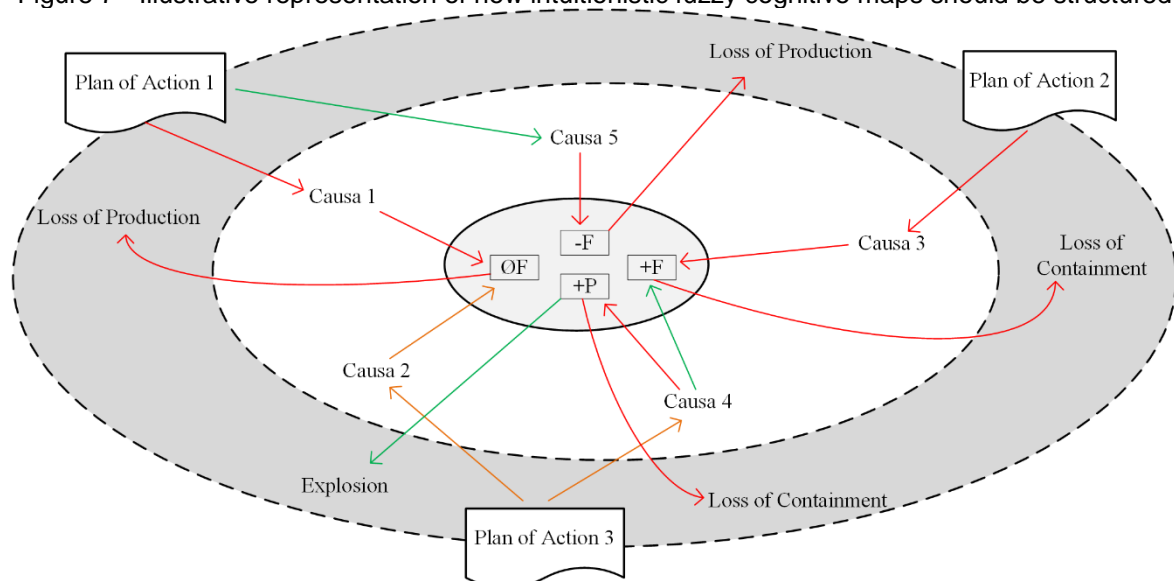 Figure 7 – Illustrative representation of how intuitionistic fuzzy cognitive maps should be structured
Loss of Production
Plan of Action 1
Plan of Action 2
Causa 5
Causa 1
Loss of Production
Causa 3
Loss of
Containment
-F
ØF
+F
+P
Causa 2
Causa 4
Explosion
Loss of Containment
Plan of Action 3